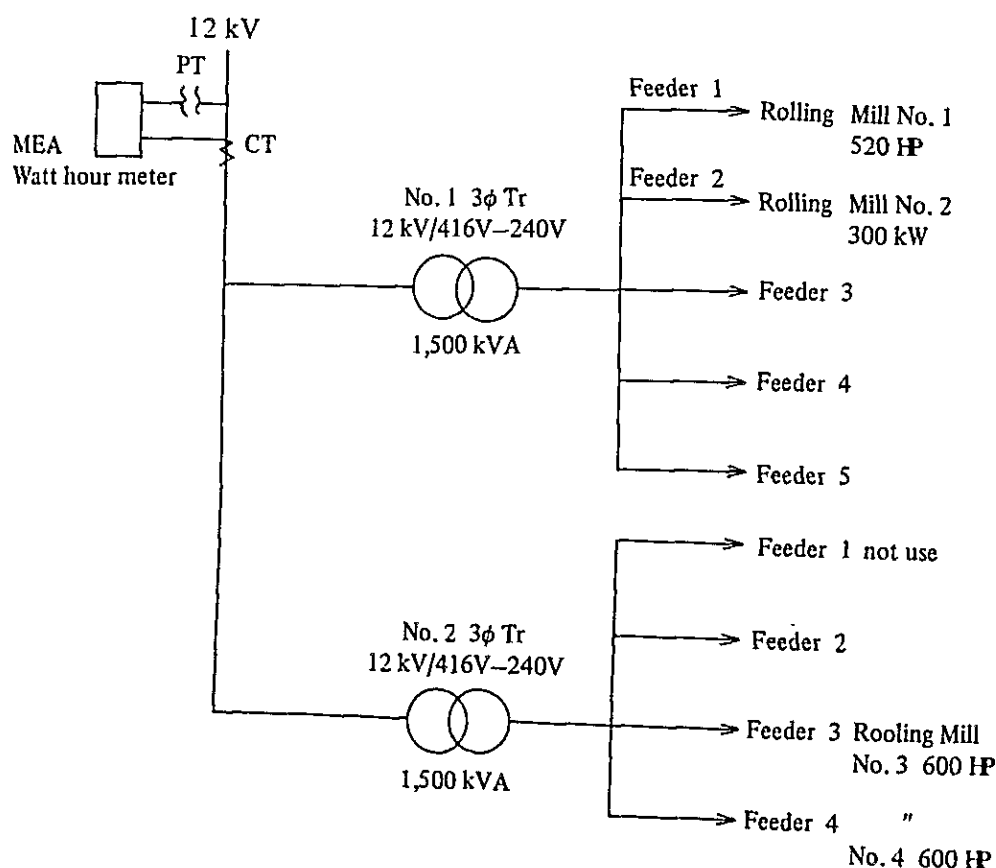 12 kV
PT
MEA
Watt hour meter
CT
No. 1 3ϕ Tr
12 kV/416V–240V
1,500 kVA
Feeder 1
Rolling Mill No. 1
520 HP
Feeder 2
Rolling Mill No. 2
300 kW
Feeder 3
Feeder 4
Feeder 5
No. 2 3ϕ Tr
12 kV/416V–240V
1,500 kVA
Feeder 1 not use
Feeder 2
Feeder 3 Rooling Mill
No. 3 600 HP
Feeder 4 "
No. 4 600 HP